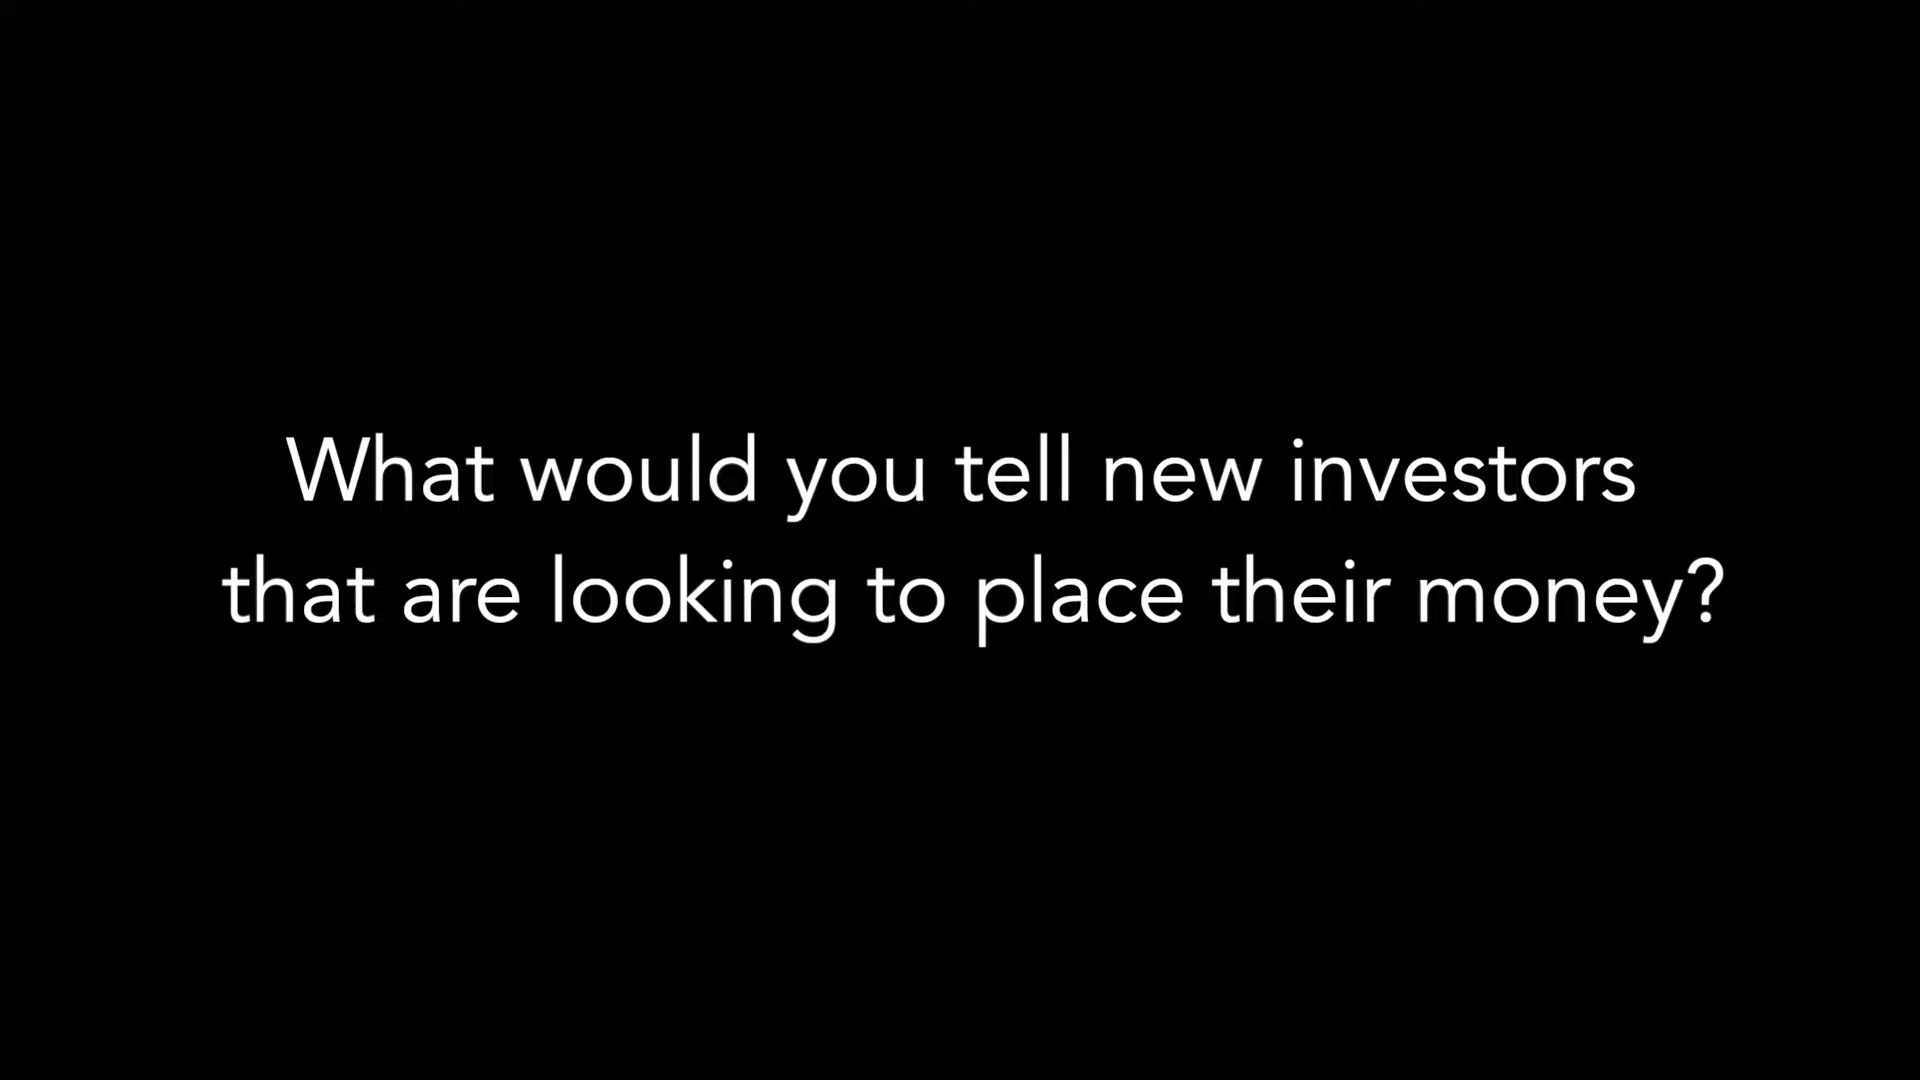 What would you tell new investors
that are looking to place their money?